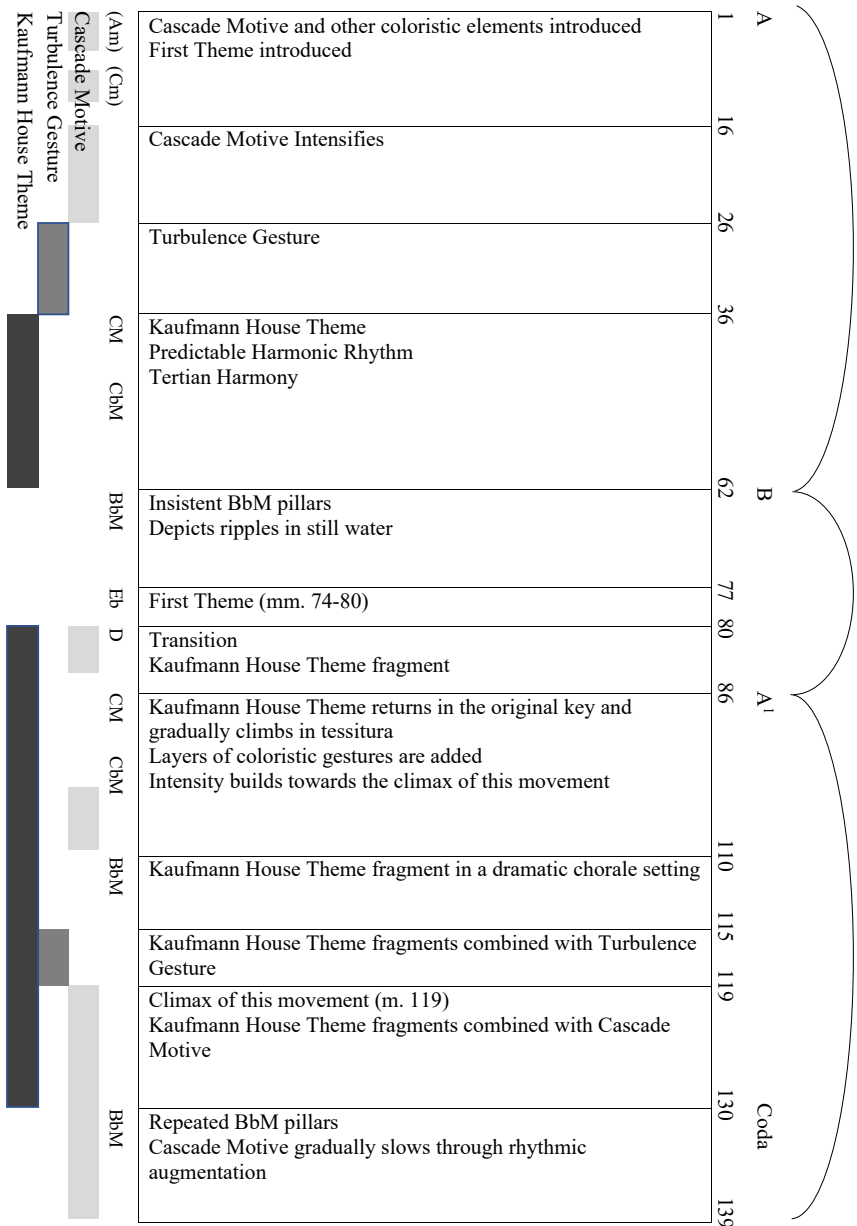 A
B
A¹
Coda
1
16
26
36
62
77
80
86
110
115
119
130
139
Cascade Motive and other coloristic elements introduced
First Theme introduced
Cascade Motive Intensifies
Turbulence Gesture
Kaufmann House Theme
Predictable Harmonic Rhythm
Tertian Harmony
Insistent BbM pillars
Depicts ripples in still water
First Theme (mm. 74-80)
Transition
Kaufmann House Theme fragment
Kaufmann House Theme returns in the original key and
gradually climbs in tessitura
Layers of coloristic gestures are added
Intensity builds towards the climax of this movement
Kaufmann House Theme fragment in a dramatic chorale setting
Kaufmann House Theme fragments combined with Turbulence
Gesture
Climax of this movement (m. 119)
Kaufmann House Theme fragments combined with Cascade
Motive
Repeated BbM pillars
Cascade Motive gradually slows through rhythmic
augmentation
(Am)
(Cm)
CM
CbM
BbM
Eb
D
CM
CbM
BbM
BbM
Cascade Motive
Turbulence Gesture
Kaufmann House Theme